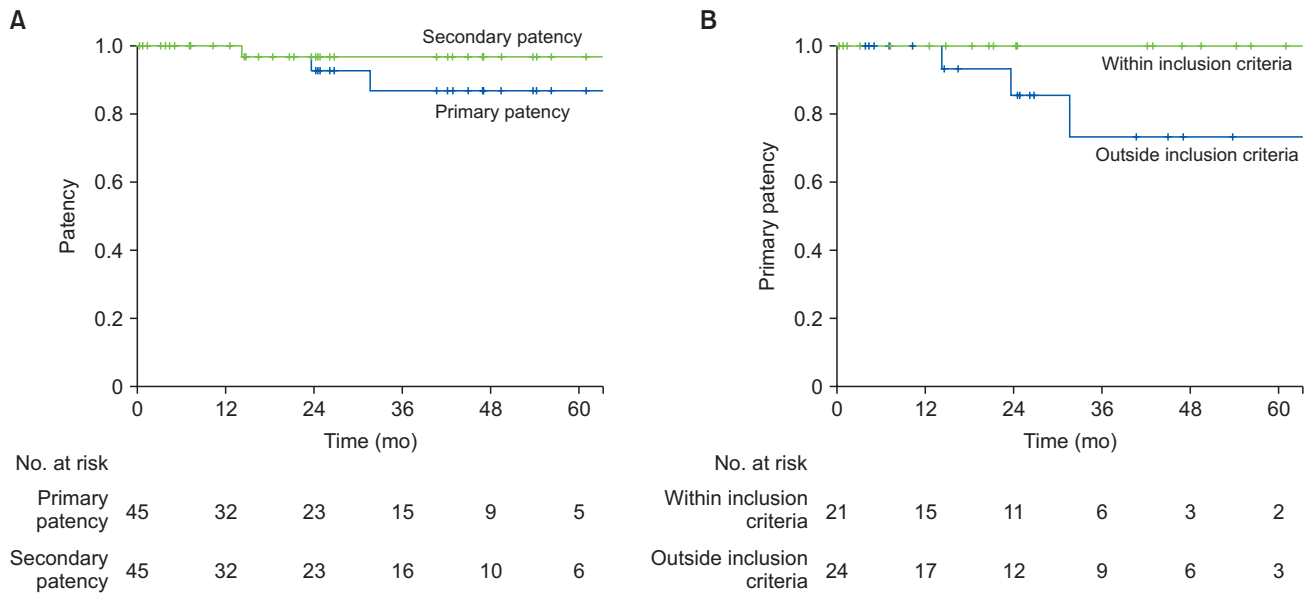 A
1.0
0.8
0.6
0.4
0.2
0
Patency
Secondary patency
Primary patency
0 12 24 36 48 60
Time (mo)
No. at risk
Primary
patency 45 32 23 15 9 5
Secondary
patency 45 32 23 16 10 6
B
1.0
0.8
0.6
0.4
0.2
0
Primary patency
Within inclusion criteria
Outside inclusion criteria
0 12 24 36 48 60
Time (mo)
No. at risk
Within inclusion
criteria 21 15 11 6 3 2
Outside inclusion
criteria 24 17 12 9 6 3